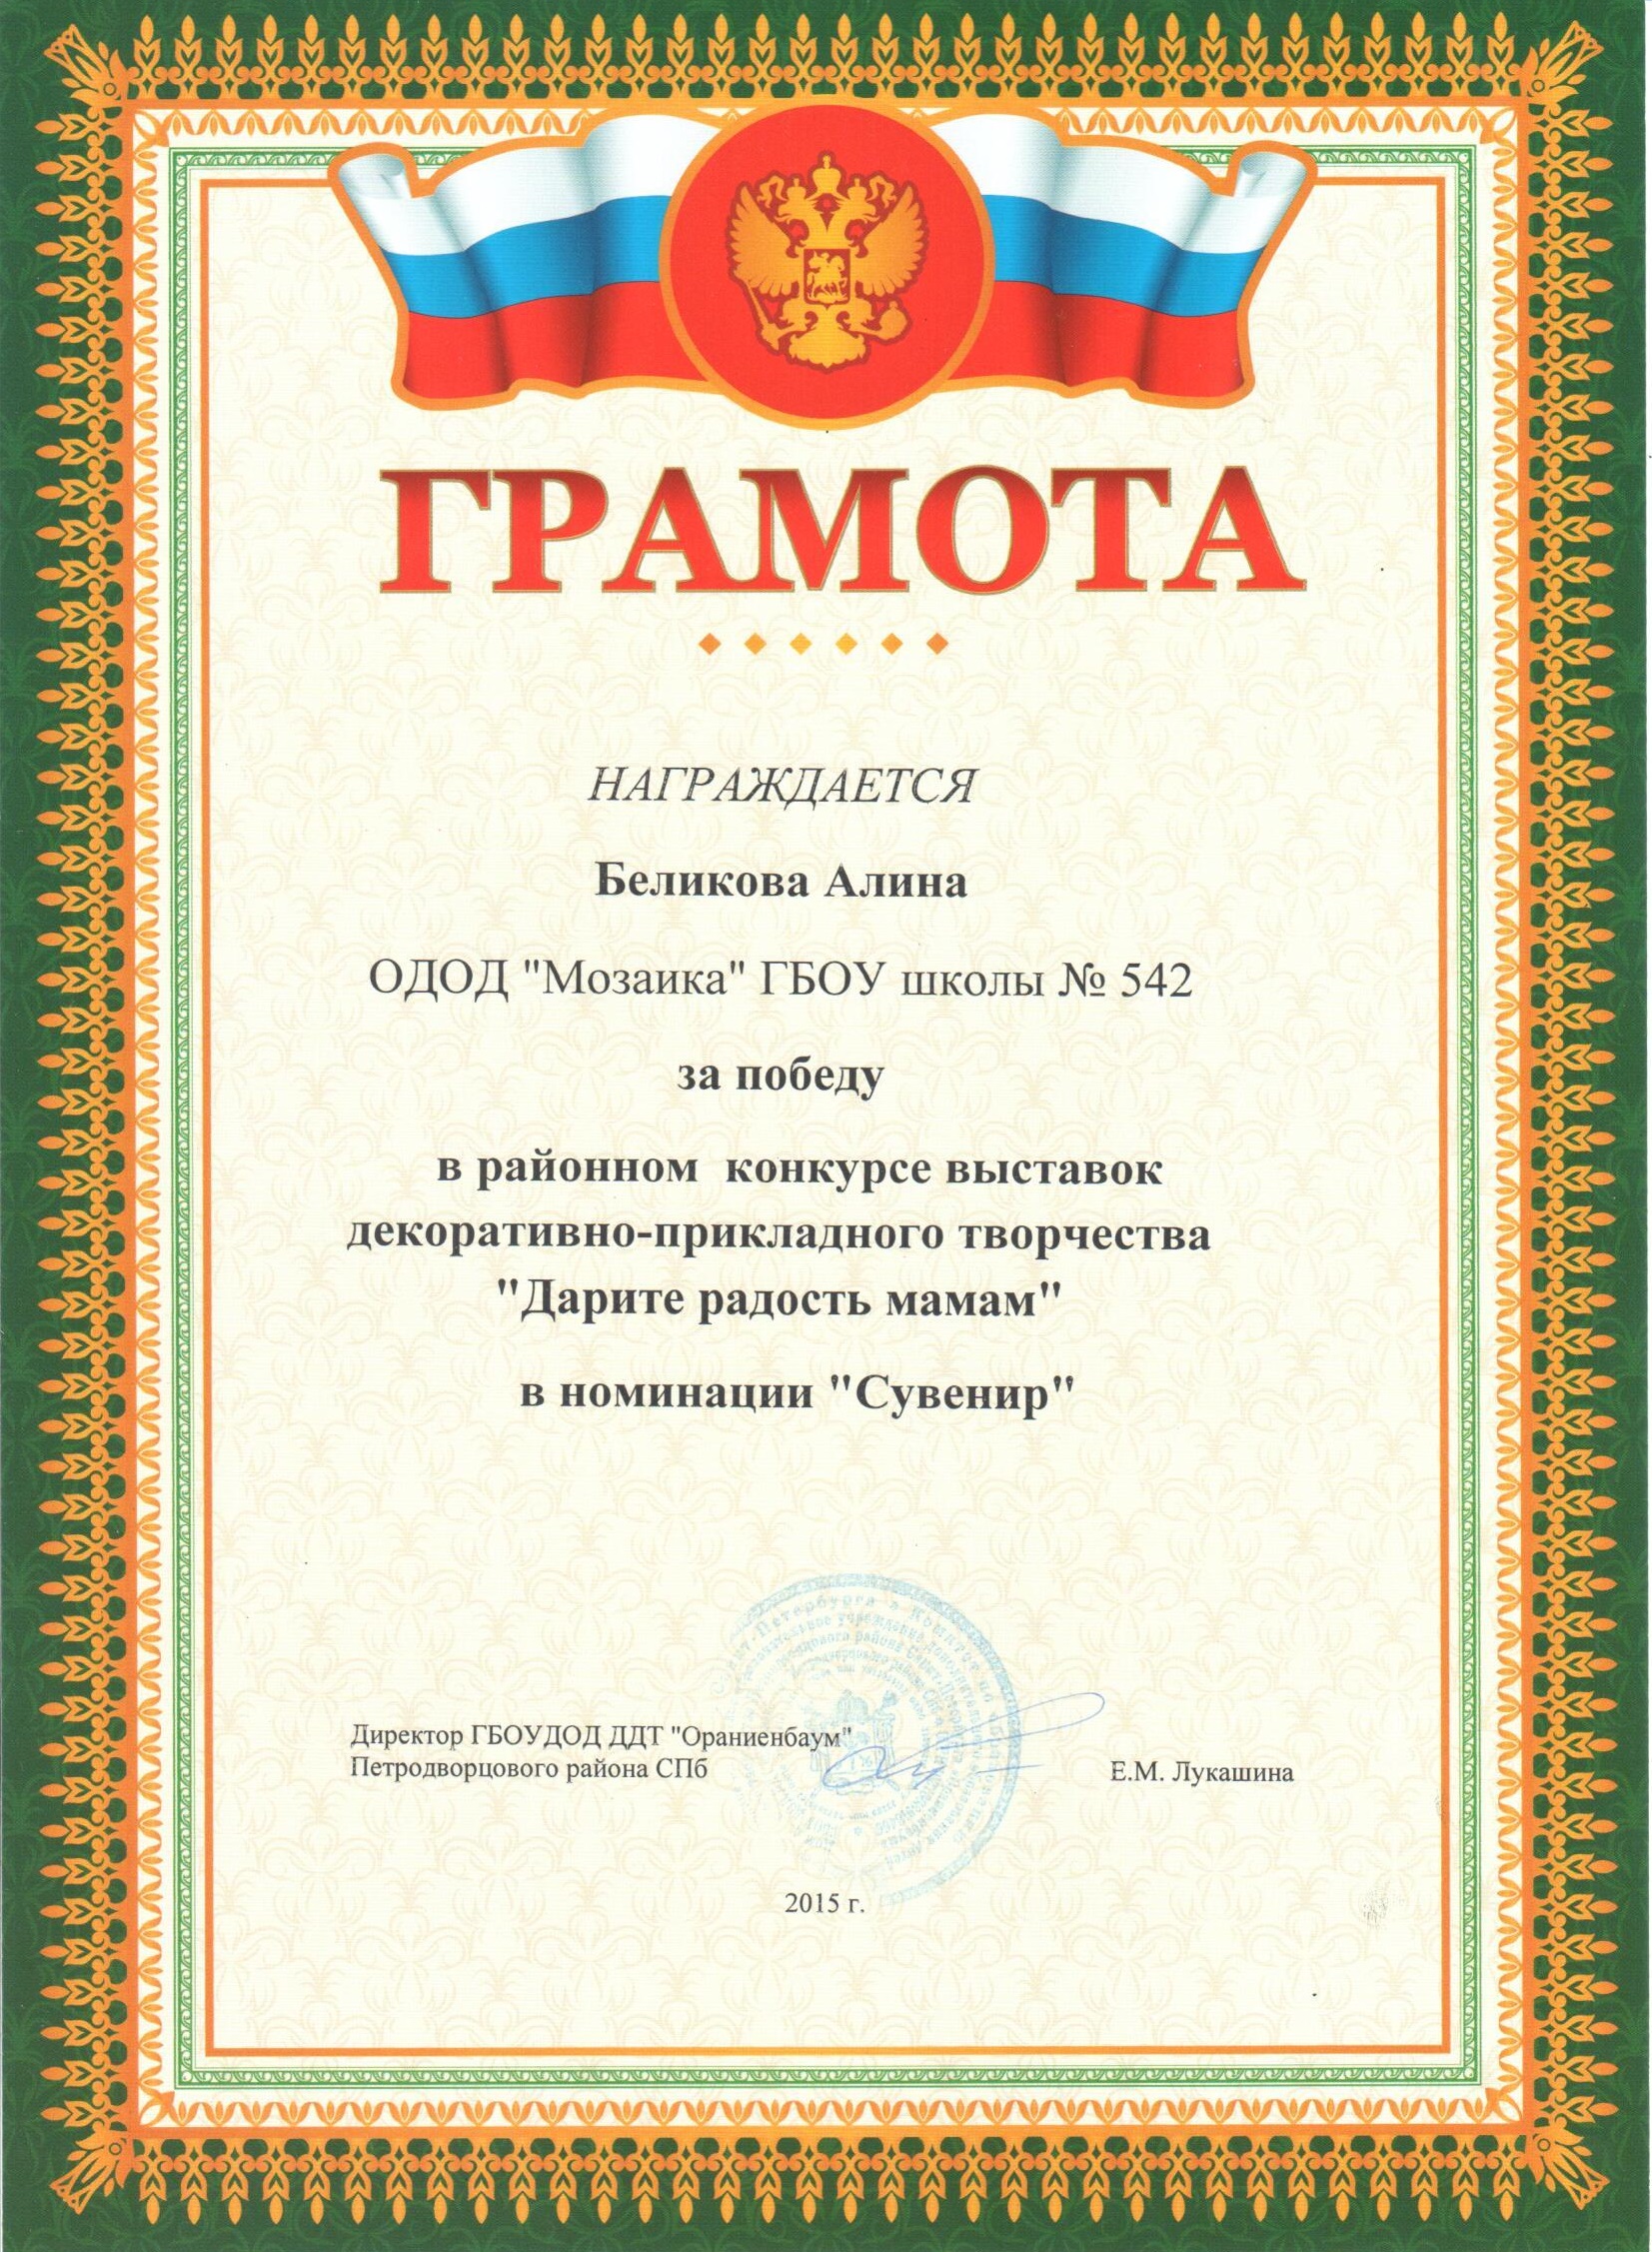 ГРАМОТА
НАГРАЖДАЕТСЯ
Беликова Алина
ОДОД "Мозаика" ГБОУ школы № 542
за победу
в районном конкурсе выставок
декоративно-прикладного творчества
"Дарите радость мамам"
в номинации "Сувенир"
Директор ГБОУДОД ДДТ "Ораниенбаум"
Петродворцового района СПб
Е.М. Лукашина
2015 г.